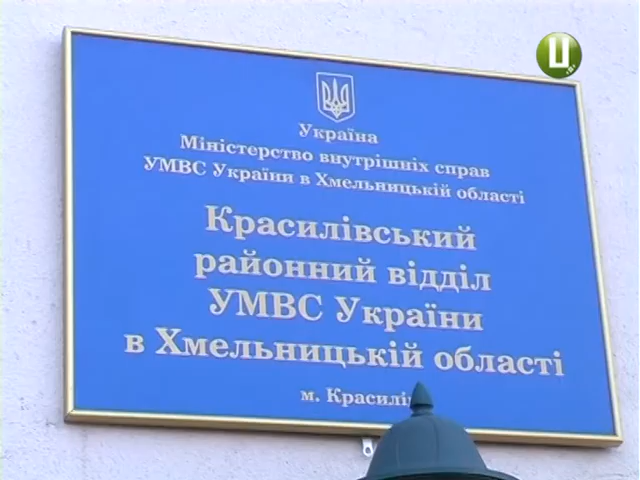 Ц
Україна
Міністерство внутрішніх справ
УМВС України в Хмельницькій області
Красилівський
районний відділ
УМВС України
в Хмельницькій області
м.